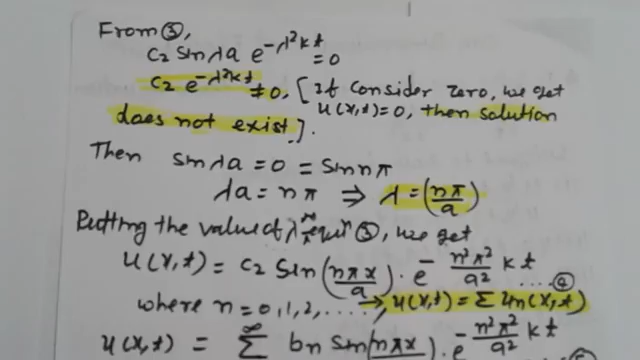 From ③,
c₂ sin λa e^{-λ²kt} = 0
c₂ e^{-λ²kt} ≠ 0, [If consider zero, we get
u(x,t) = 0, then solution
does not exist].
Then sin λa = 0 = sin nπ
λa = nπ ⇒ λ = (nπ/a)
Putting the value of λ in equⁿ ③, we get
u(x,t) = c₂ sin(nπx/a) · e^{- n²π²/a² kt} ....④
where n = 0,1,2, ....., → u(x,t) = Σ un(x,t)
u(x,t) = Σ^∞ bn sin(nπx · e^{- n²π²/a² kt}